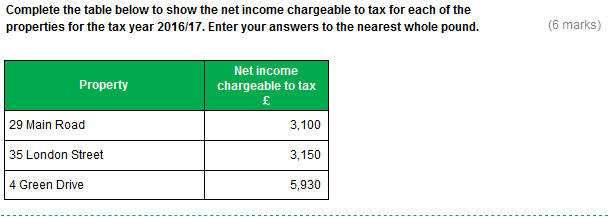 Complete the table below to show the net income chargeable to tax for each of the
properties for the tax year 2016/17. Enter your answers to the nearest whole pound.
(6 marks)
Property
Net income
chargeable to tax
£
29 Main Road 3,100
35 London Street 3,150
4 Green Drive 5,930